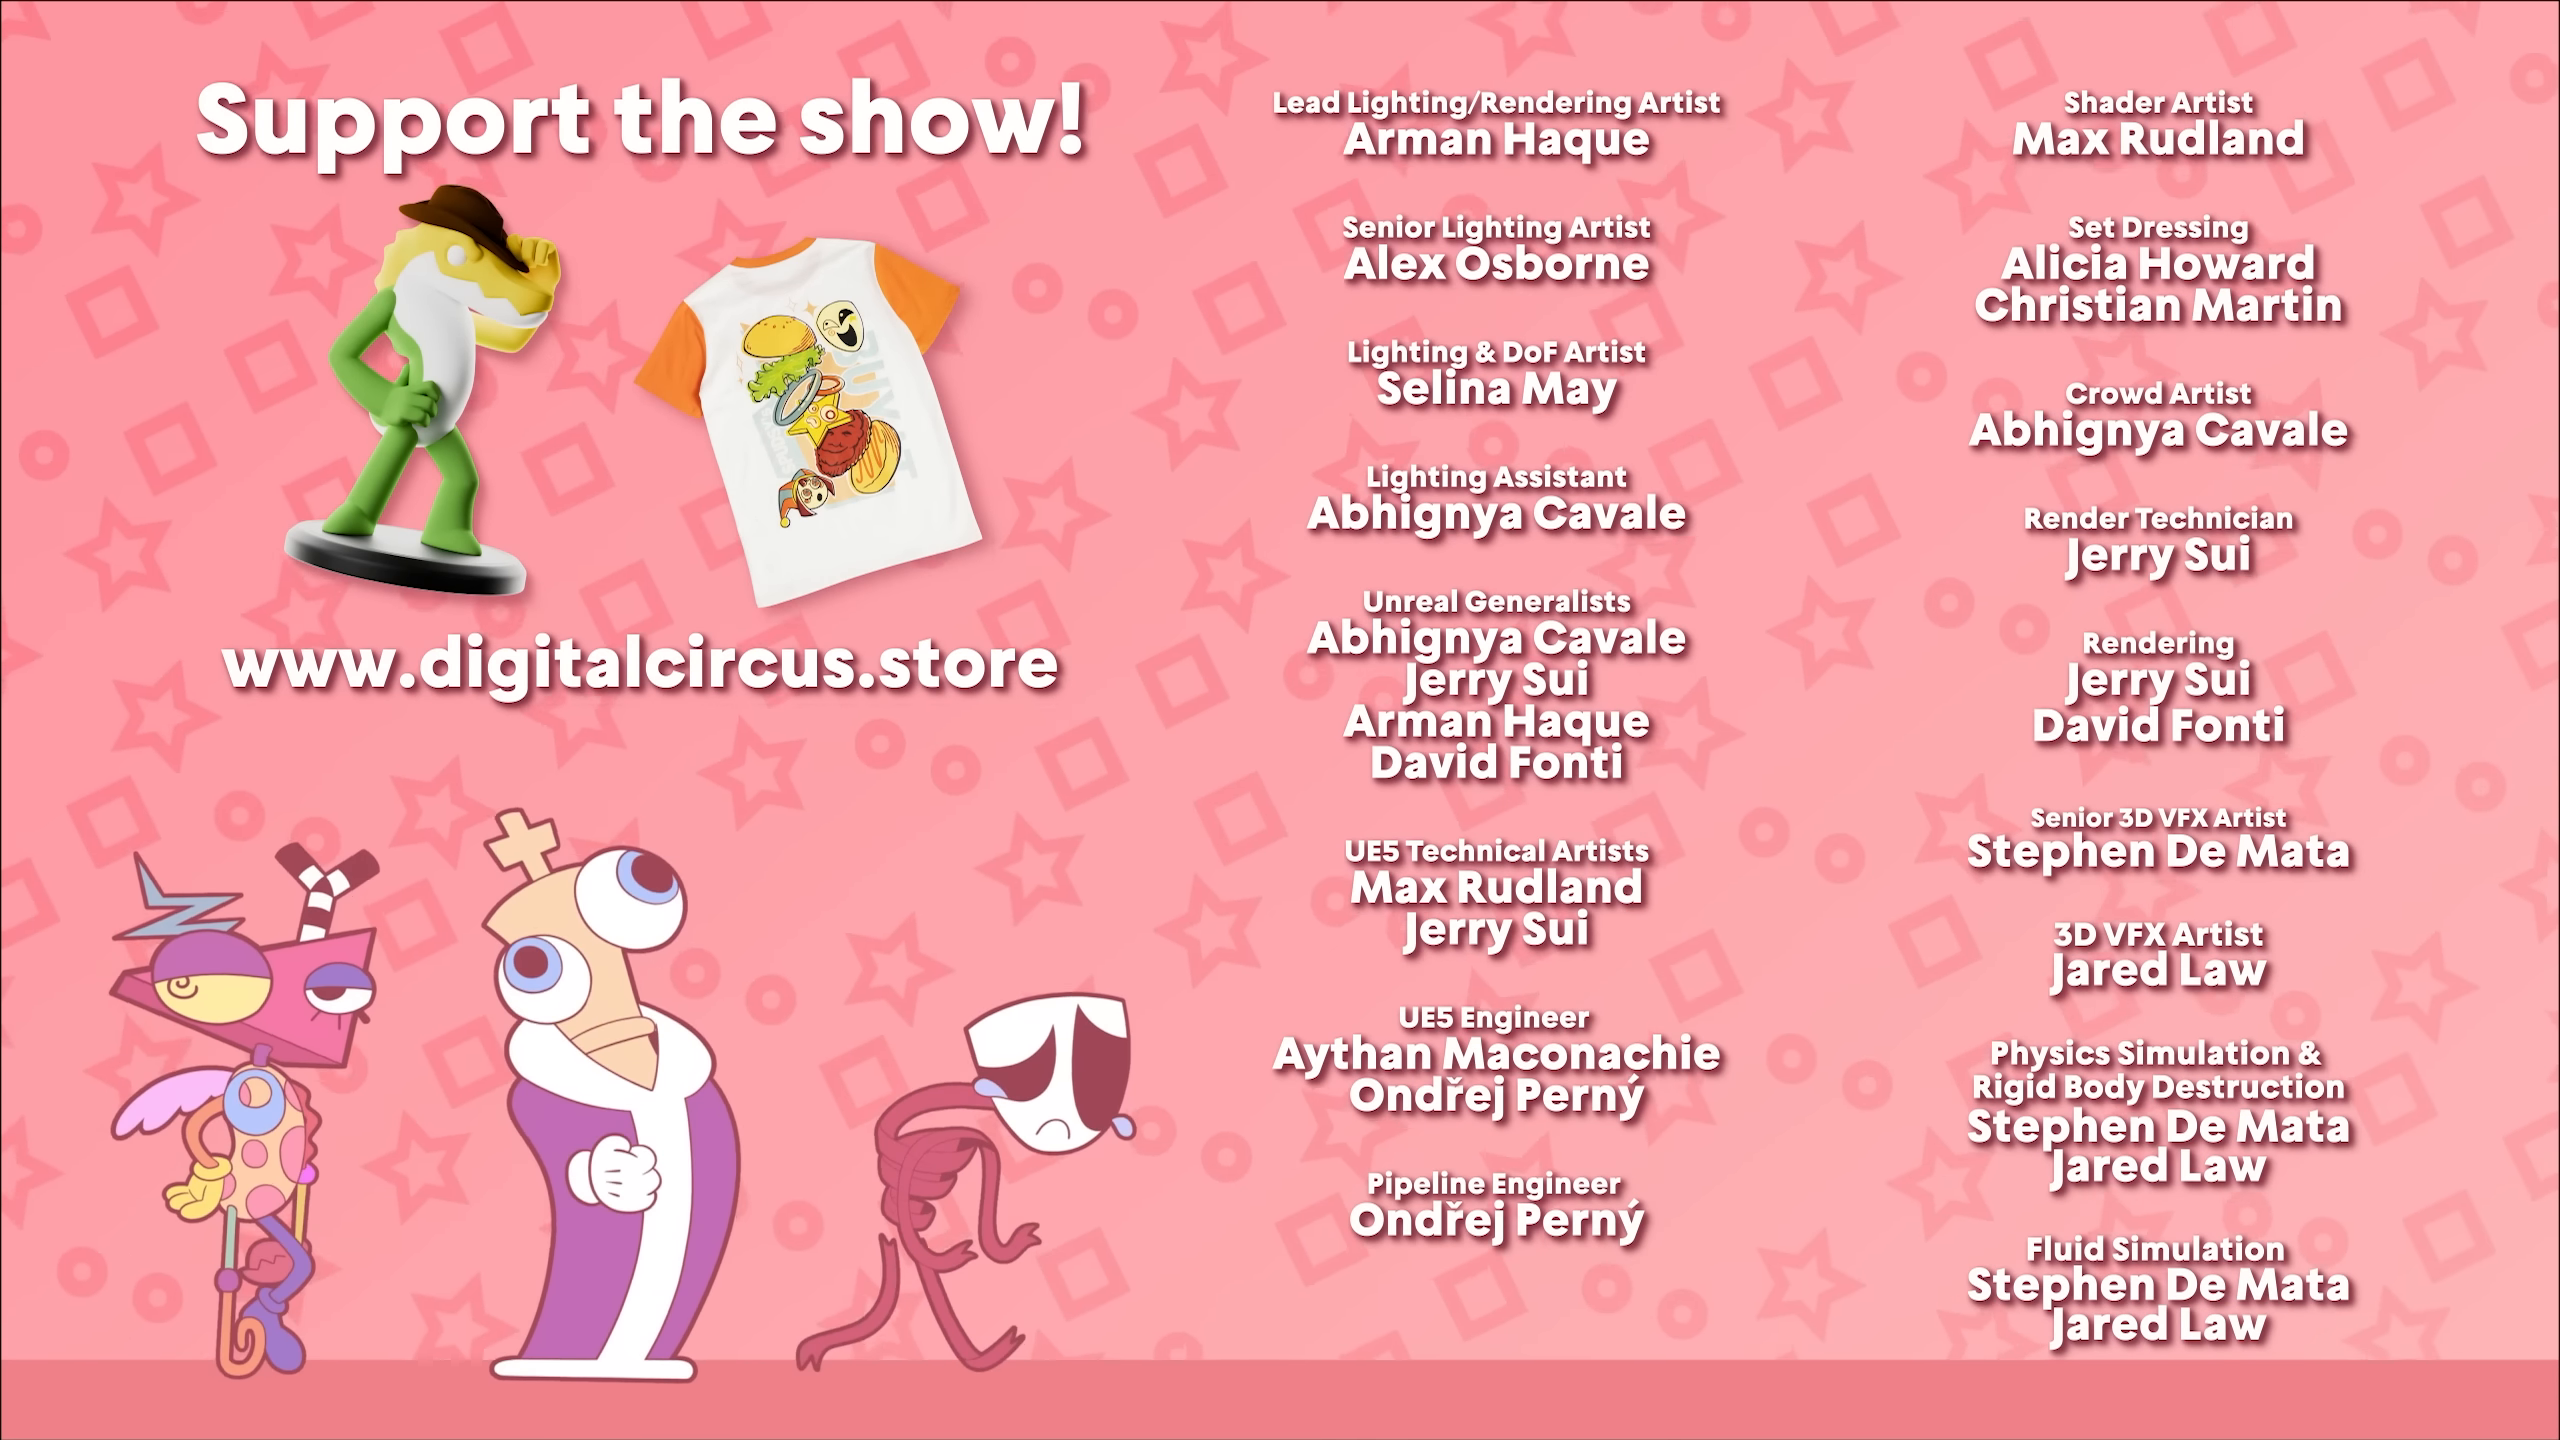 Support the show!
www.digitalcircus.store
Lead Lighting/Rendering Artist
Arman Haque
Senior Lighting Artist
Alex Osborne
Lighting & DoF Artist
Selina May
Lighting Assistant
Abhignya Cavale
Unreal Generalists
Abhignya Cavale
Jerry Sui
Arman Haque
David Fonti
UE5 Technical Artists
Max Rudland
Jerry Sui
UE5 Engineer
Aythan Maconachie
Ondřej Perný
Pipeline Engineer
Ondřej Perný
Shader Artist
Max Rudland
Set Dressing
Alicia Howard
Christian Martin
Crowd Artist
Abhignya Cavale
Render Technician
Jerry Sui
Rendering
Jerry Sui
David Fonti
Senior 3D VFX Artist
Stephen De Mata
3D VFX Artist
Jared Law
Physics Simulation &
Rigid Body Destruction
Stephen De Mata
Jared Law
Fluid Simulation
Stephen De Mata
Jared Law